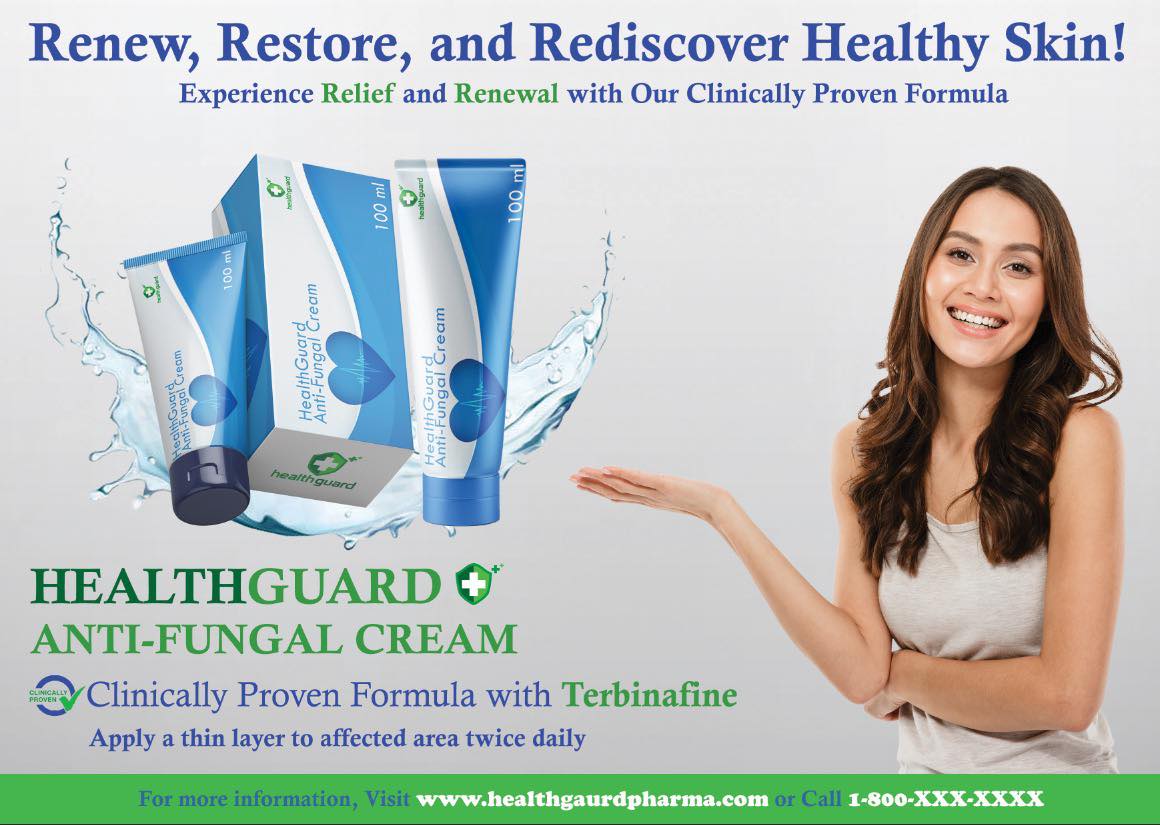 Renew, Restore, and Rediscover Healthy Skin!
Experience Relief and Renewal with Our Clinically Proven Formula
healthguard
100 ml
HealthGuard
Anti-Fungal Cream
healthguard
100 ml
HealthGuard
Anti-Fungal Cream
healthguard
healthguard
100 ml
HealthGuard
Anti-Fungal Cream
HEALTHGUARD
ANTI-FUNGAL CREAM
CLINICALLY
PROVEN
Clinically Proven Formula with Terbinafine
Apply a thin layer to affected area twice daily
For more information, Visit www.healthgaurdpharma.com or Call 1-800-XXX-XXXX